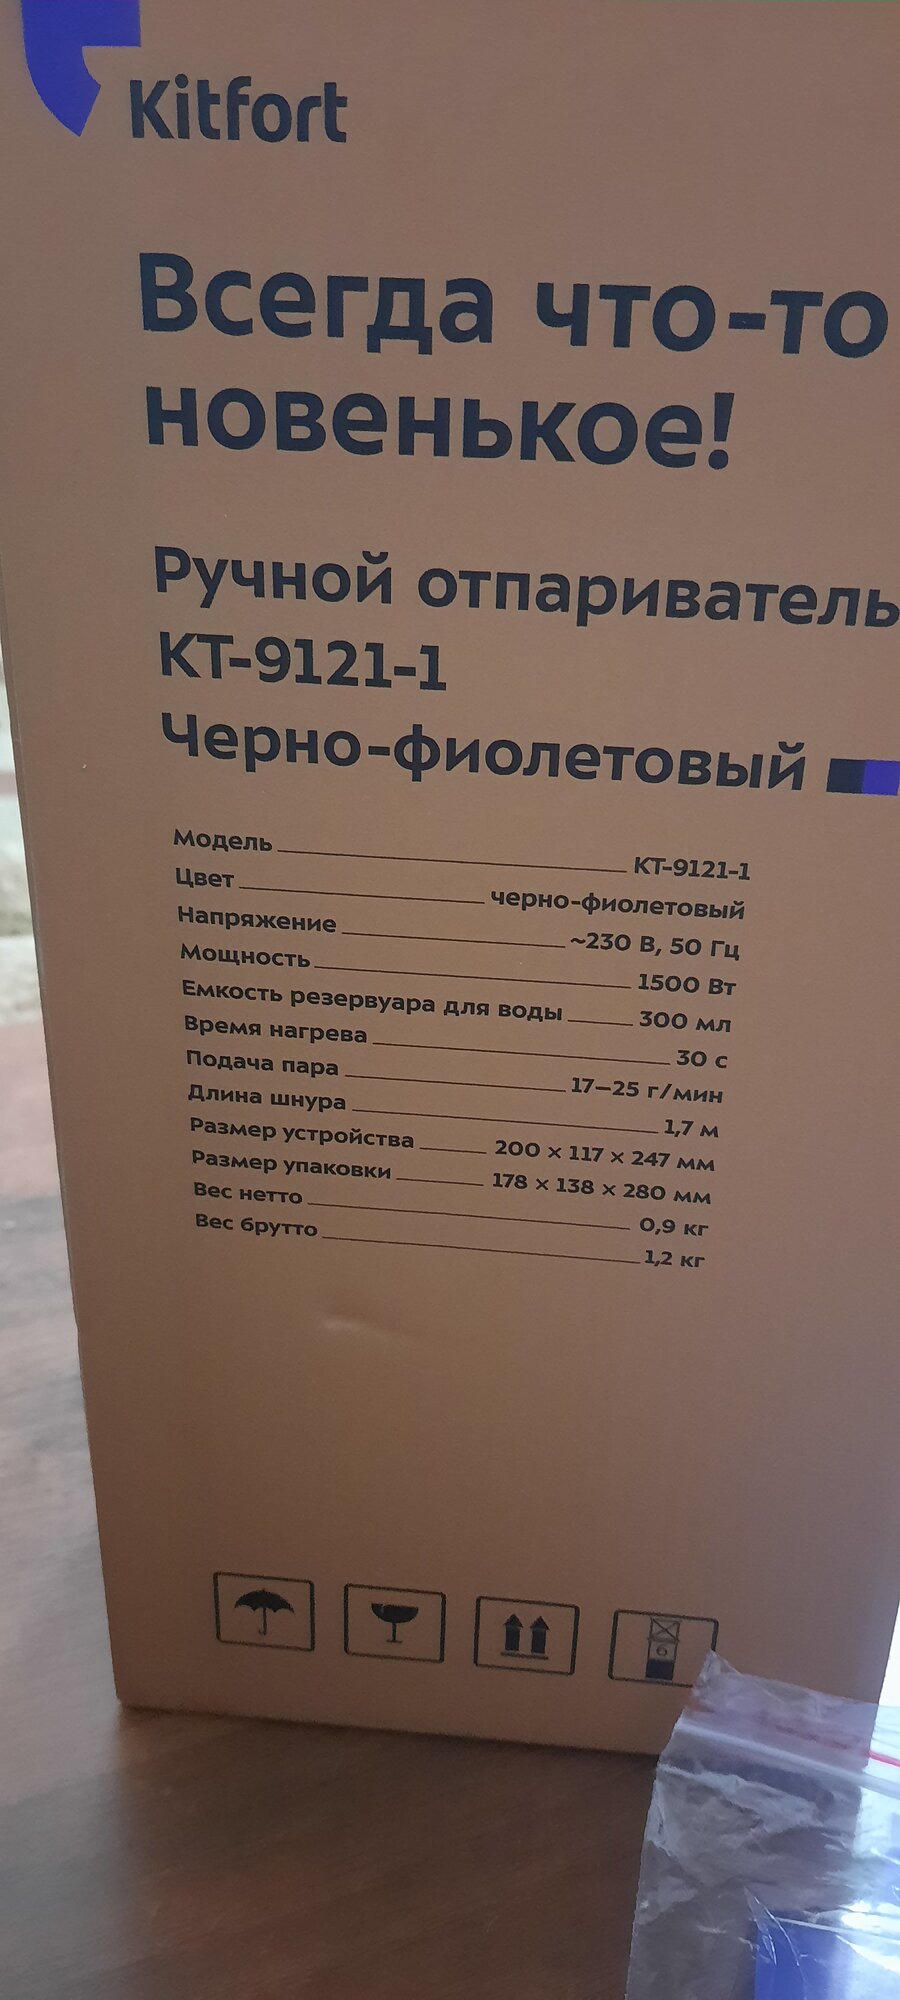 Kitfort
Всегда что-то
новенькое!
Ручной отпариватель
КТ-9121-1
Черно-фиолетовый
Модель КТ-9121-1
Цвет черно-фиолетовый
Напряжение ~230 В, 50 Гц
Мощность 1500 Вт
Емкость резервуара для воды 300 мл
Время нагрева 30 с
Подача пара 17–25 г/мин
Длина шнура 1,7 м
Размер устройства 200 × 117 × 247 мм
Размер упаковки 178 × 138 × 280 мм
Вес нетто 0,9 кг
Вес брутто 1,2 кг
6